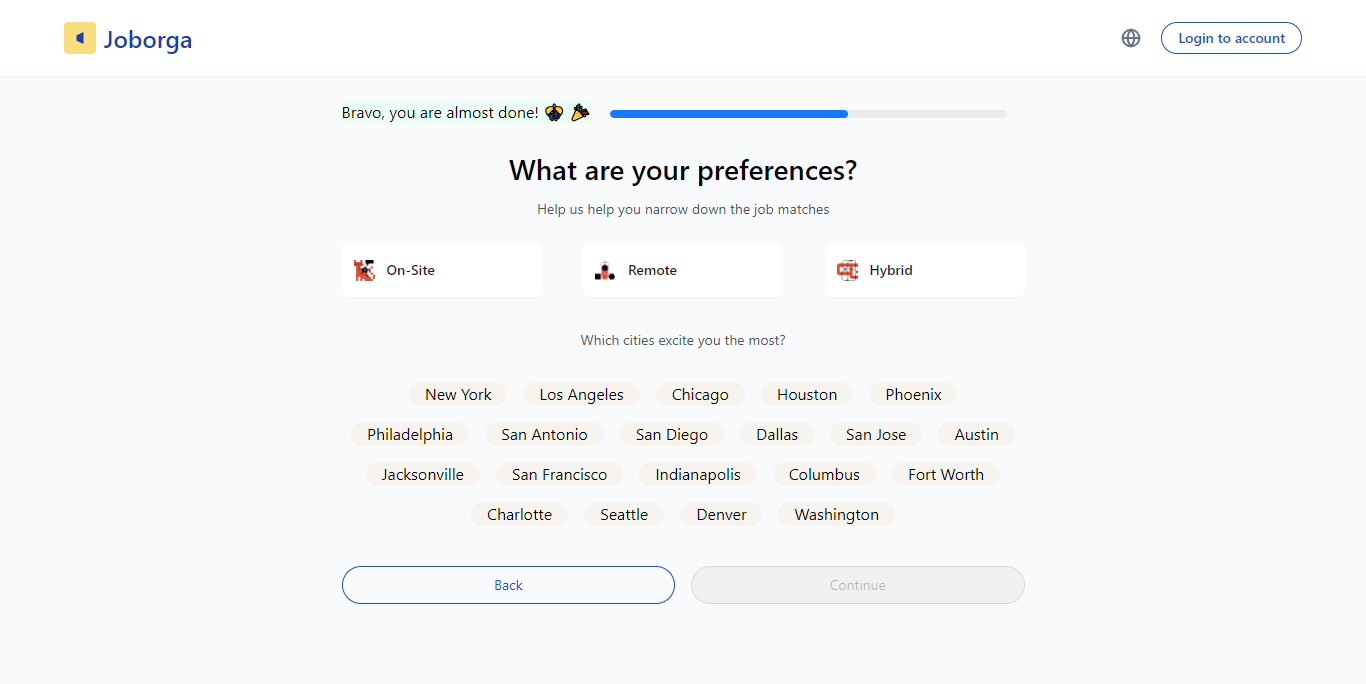 Joborga
Login to account
Bravo, you are almost done!
What are your preferences?
Help us help you narrow down the job matches
On-Site Remote Hybrid
Which cities excite you the most?
New York Los Angeles Chicago Houston Phoenix
Philadelphia San Antonio San Diego Dallas San Jose Austin
Jacksonville San Francisco Indianapolis Columbus Fort Worth
Charlotte Seattle Denver Washington
Back Continue